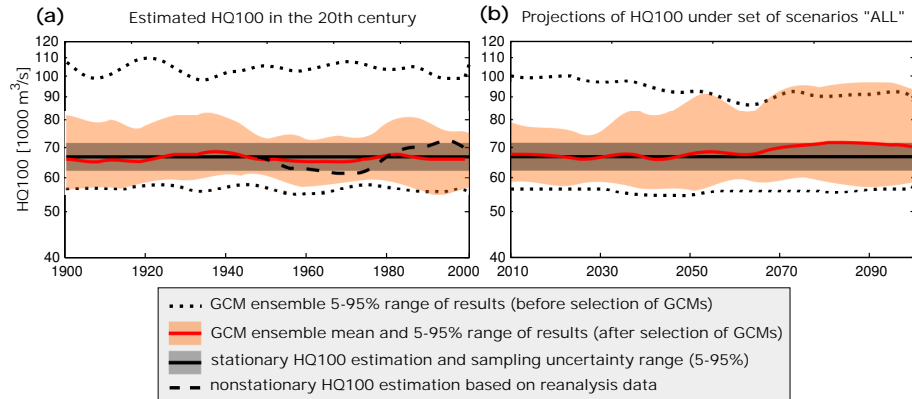 (a) Estimated HQ100 in the 20th century
(b) Projections of HQ100 under set of scenarios "ALL"
HQ100 [1000 m³/s]
120
110
100
90
80
70
60
50
40
1900 1920 1940 1960 1980 2000
120
110
100
90
80
70
60
50
40
2010 2030 2050 2070 2090
GCM ensemble 5-95% range of results (before selection of GCMs)
GCM ensemble mean and 5-95% range of results (after selection of GCMs)
stationary HQ100 estimation and sampling uncertainty range (5-95%)
nonstationary HQ100 estimation based on reanalysis data